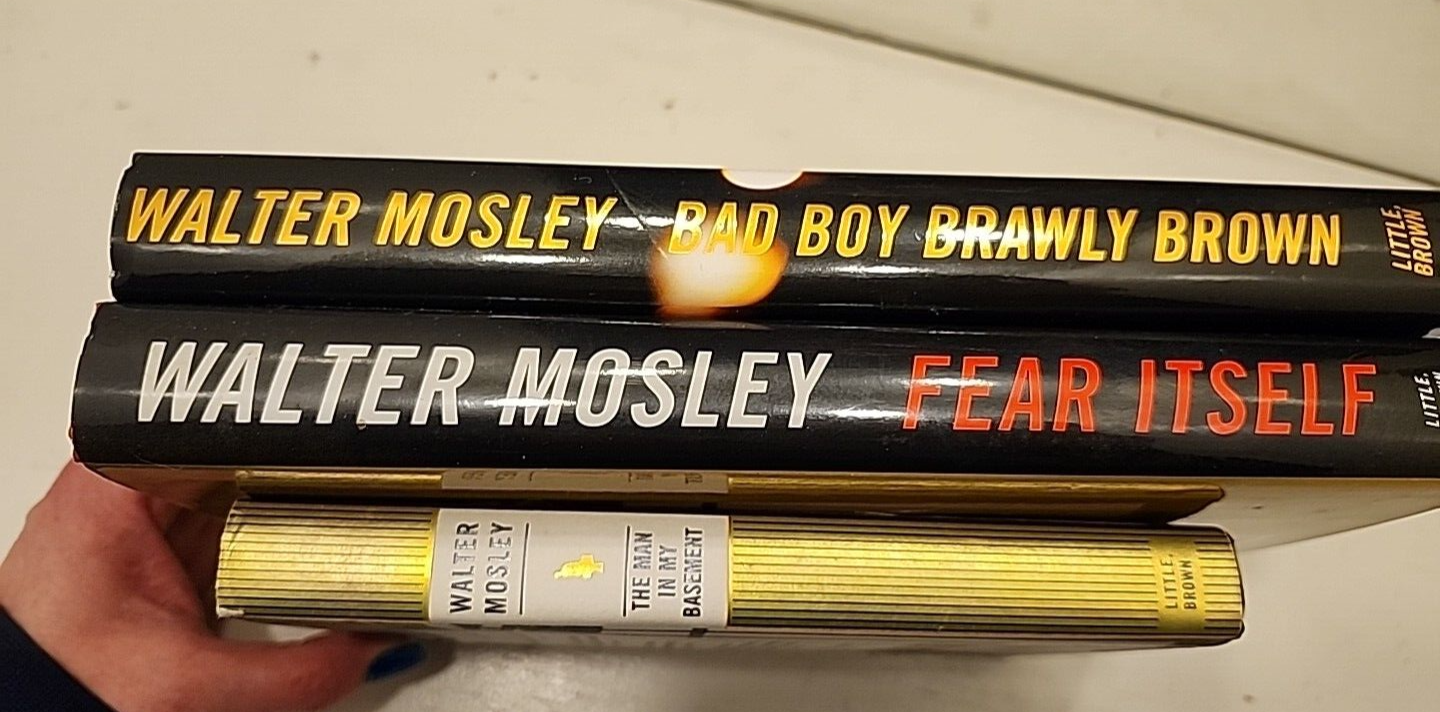 WALTER MOSLEY BAD BOY BRAWLY BROWN
LITTLE,
BROWN
WALTER MOSLEY FEAR ITSELF
LITTLE,
WALTER
MOSLEY
THE MAN
IN MY
BASEMENT
LITTLE,
BROWN